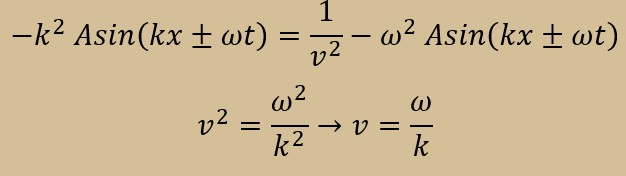 −k² Asin(kx ± ωt) = 1/v² − ω² Asin(kx ± ωt)
v² = ω²/k² → v = ω/k